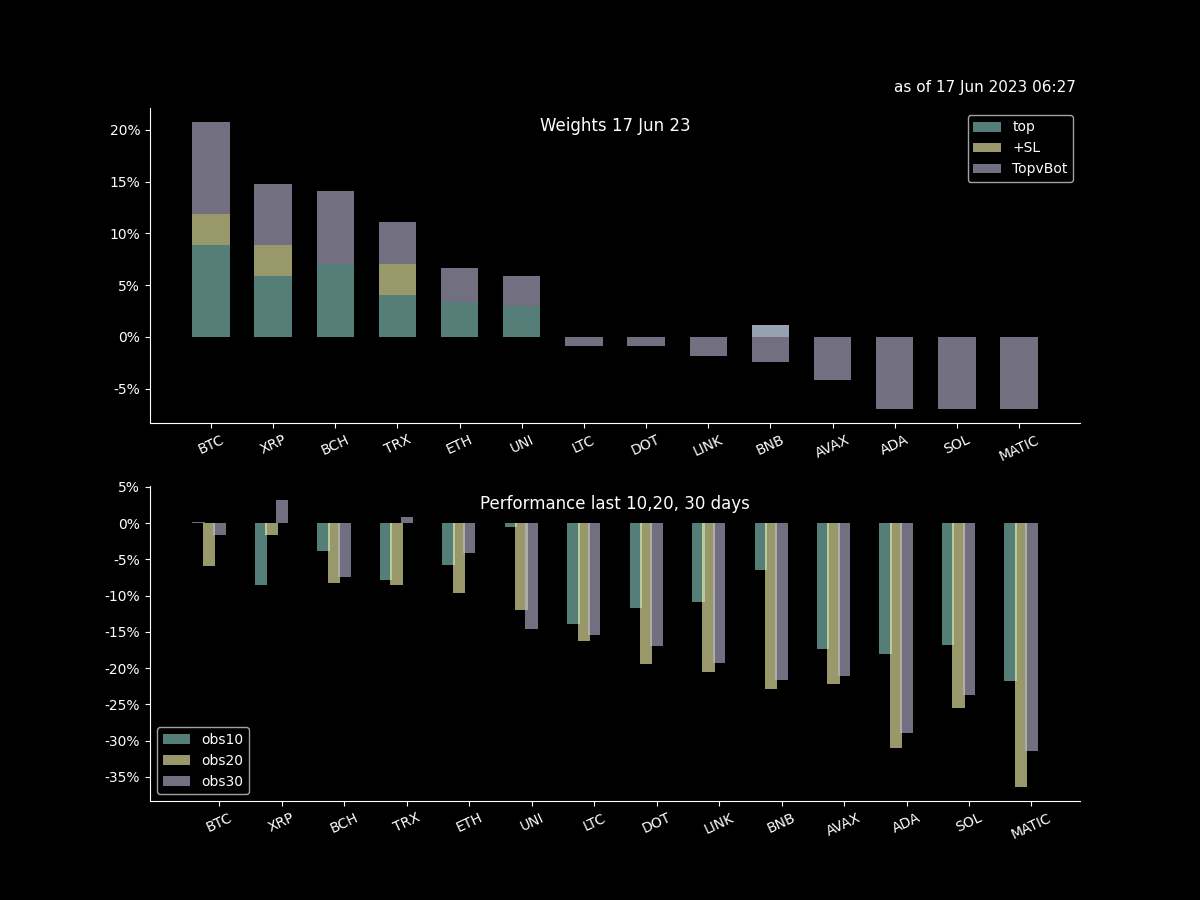 as of 17 Jun 2023 06:27
Weights 17 Jun 23
top
+SL
TopvBot
20%
15%
10%
5%
0%
-5%
BTC XRP BCH TRX ETH UNI LTC DOT LINK BNB AVAX ADA SOL MATIC
Performance last 10,20, 30 days
5%
0%
-5%
-10%
-15%
-20%
-25%
-30%
-35%
obs10
obs20
obs30
BTC XRP BCH TRX ETH UNI LTC DOT LINK BNB AVAX ADA SOL MATIC